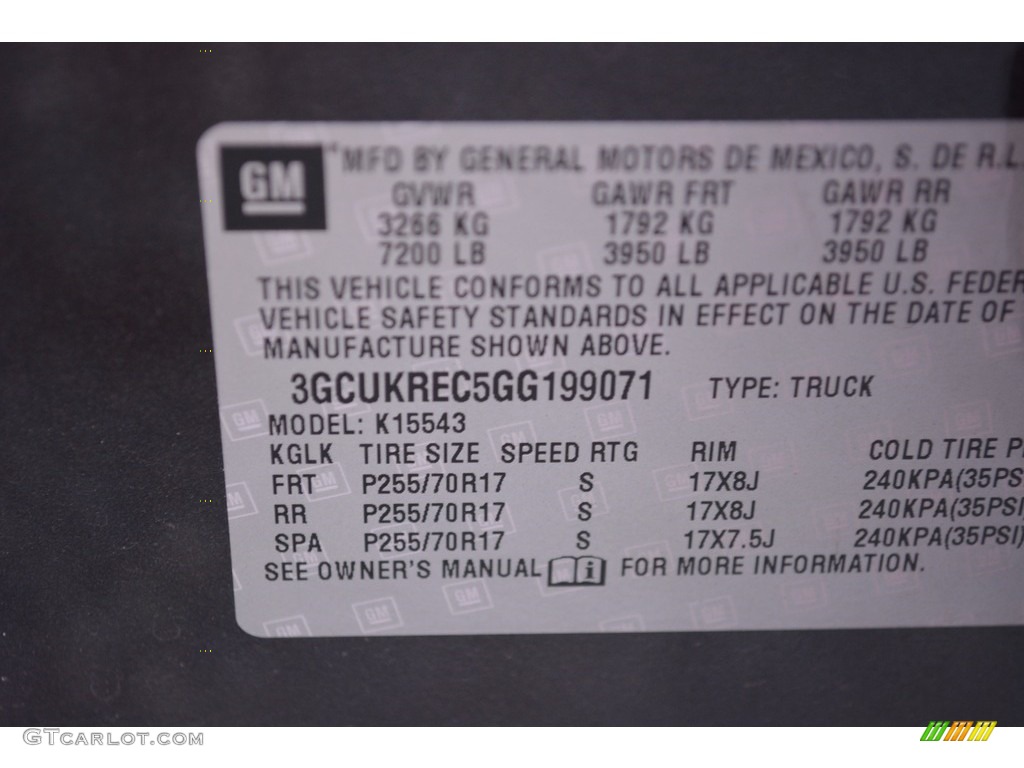 GM
MFD BY GENERAL MOTORS DE MEXICO, S. DE R.L.
GVWR GAWR FRT GAWR RR
3266 KG 1792 KG 1792 KG
7200 LB 3950 LB 3950 LB
THIS VEHICLE CONFORMS TO ALL APPLICABLE U.S. FEDER
VEHICLE SAFETY STANDARDS IN EFFECT ON THE DATE OF
MANUFACTURE SHOWN ABOVE.
3GCUKREC5GG199071 TYPE: TRUCK
MODEL: K15543
KGLK TIRE SIZE SPEED RTG RIM COLD TIRE P
FRT P255/70R17 S 17X8J 240KPA(35PS
RR P255/70R17 S 17X8J 240KPA(35PSI
SPA P255/70R17 S 17X7.5J 240KPA(35PSI)
SEE OWNER'S MANUAL i FOR MORE INFORMATION.
GTCARLOT.COM